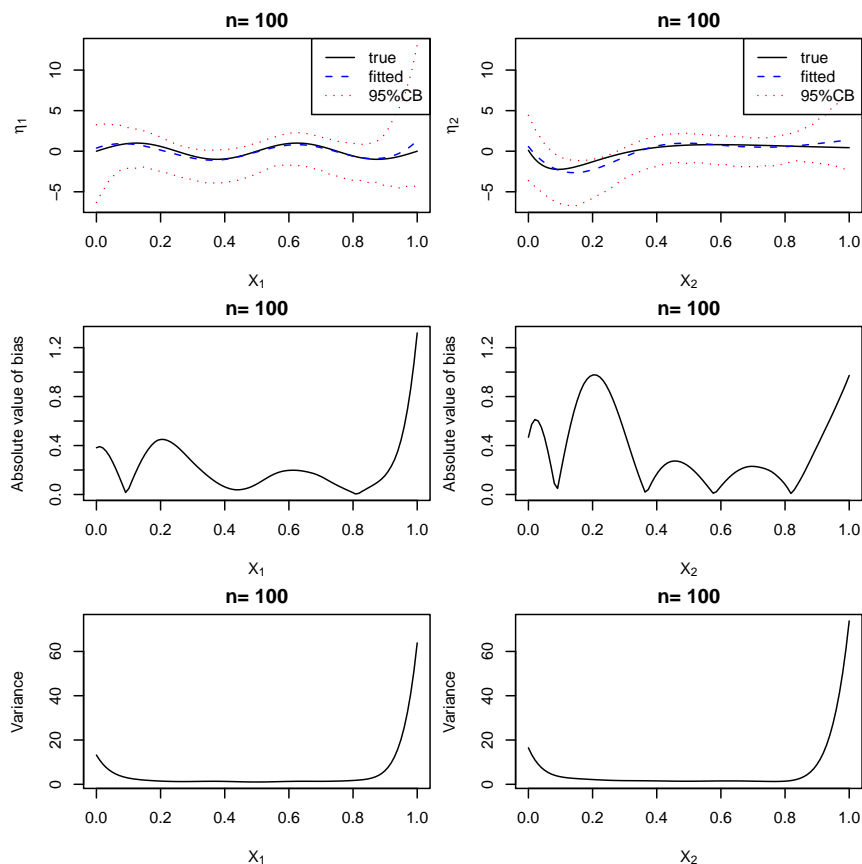 n= 100
true
fitted
95%CB
η1
−5 0 5 10
0.0 0.2 0.4 0.6 0.8 1.0
X1
n= 100
true
fitted
95%CB
η2
−5 0 5 10
0.0 0.2 0.4 0.6 0.8 1.0
X2
n= 100
Absolute value of bias
0.0 0.4 0.8 1.2
0.0 0.2 0.4 0.6 0.8 1.0
X1
n= 100
Absolute value of bias
0.0 0.4 0.8 1.2
0.0 0.2 0.4 0.6 0.8 1.0
X2
n= 100
Variance
0 20 40 60
0.0 0.2 0.4 0.6 0.8 1.0
X1
n= 100
Variance
0 20 40 60
0.0 0.2 0.4 0.6 0.8 1.0
X2